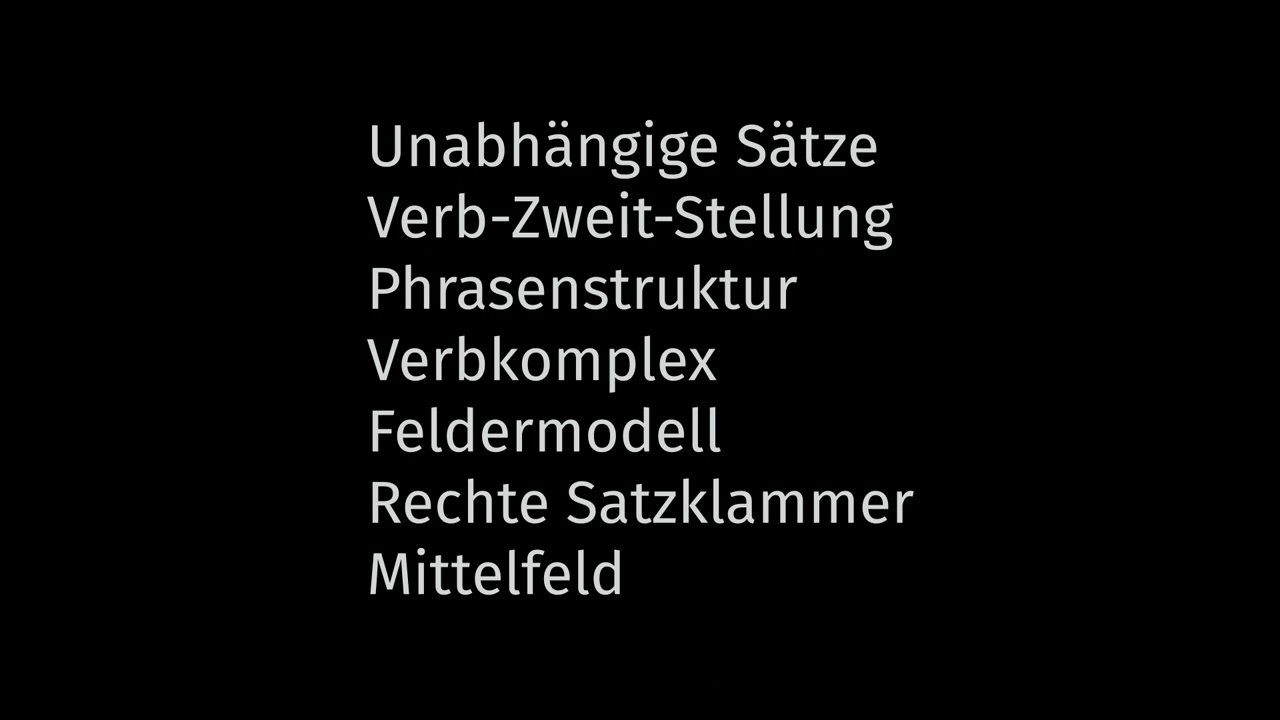 Unabhängige Sätze
Verb-Zweit-Stellung
Phrasenstruktur
Verbkomplex
Feldermodell
Rechte Satzklammer
Mittelfeld